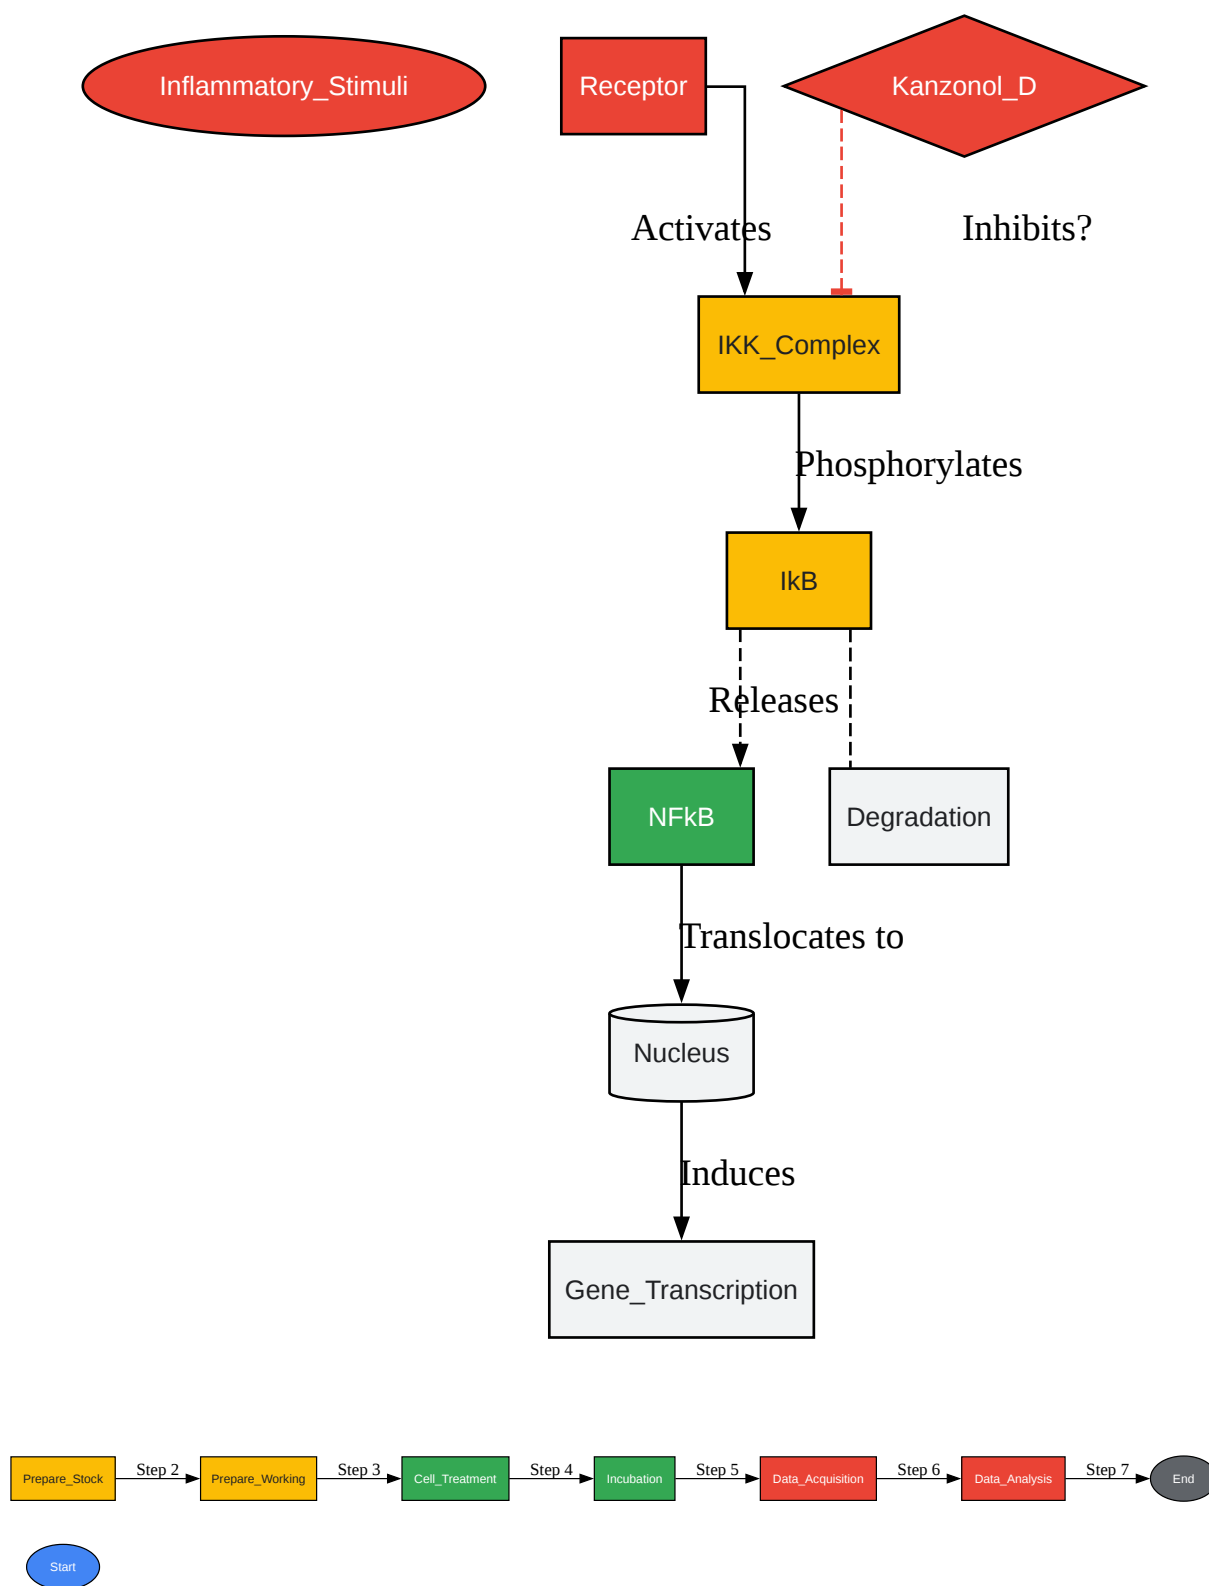 Inflammatory_Stimuli
Receptor
Kanzonol_D
Activates
Inhibits?
IKK_Complex
Phosphorylates
IkB
Releases
NFkB
Degradation
Translocates to
Nucleus
Induces
Gene_Transcription
Prepare_Stock
Step 2
Prepare_Working
Step 3
Cell_Treatment
Step 4
Incubation
Step 5
Data_Acquisition
Step 6
Data_Analysis
Step 7
End
Start